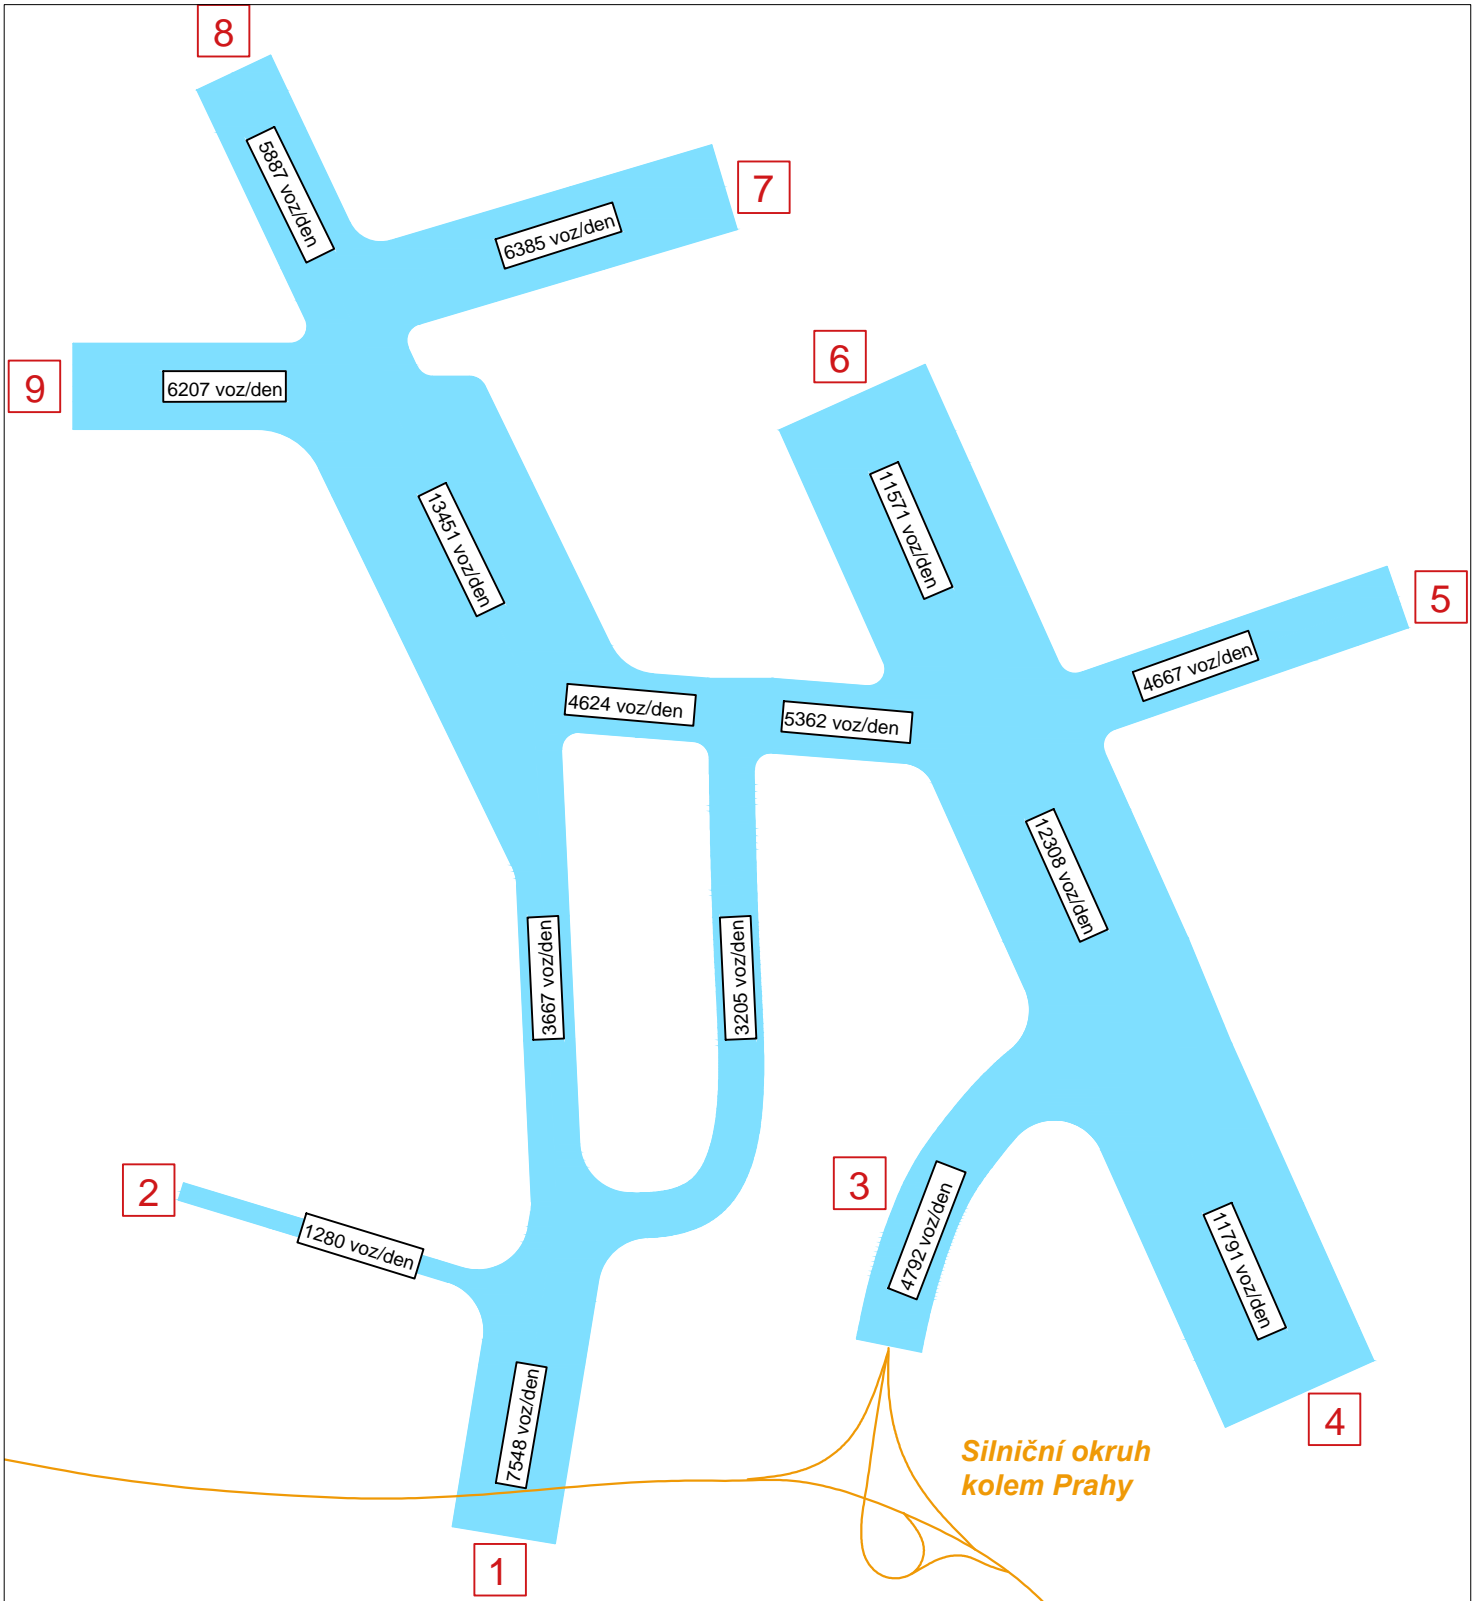 8
5887 voz/den
7
6385 voz/den
9
6207 voz/den
6
11571 voz/den
13451 voz/den
5
4667 voz/den
4624 voz/den
5362 voz/den
12308 voz/den
3667 voz/den
3205 voz/den
2
1280 voz/den
3
4792 voz/den
11791 voz/den
4
7548 voz/den
Silniční okruh
kolem Prahy
1